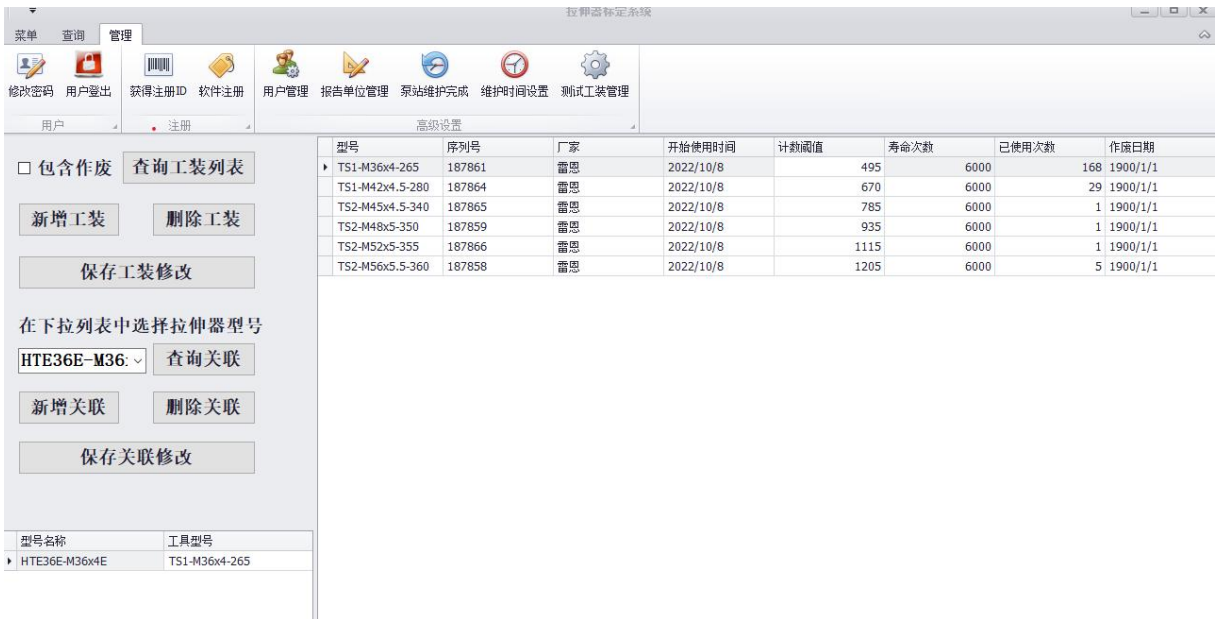 拉伸器标定系统
菜单 查询 管理
修改密码 用户登出 获得注册ID 软件注册 用户管理 报告单位管理 泵站维护完成 维护时间设置 测试工装管理
用户 注册 高级设置
包含作废 查询工装列表
新增工装 删除工装
保存工装修改
在下拉列表中选择拉伸器型号
HTE36E-M36: 查询关联
新增关联 删除关联
保存关联修改
型号名称 工具型号
HTE36E-M36x4E TS1-M36x4-265
型号 序列号 厂家 开始使用时间 计数阈值 寿命次数 已使用次数 作废日期
TS1-M36x4-265 187861 雷恩 2022/10/8 495 6000 168 1900/1/1
TS1-M42x4.5-280 187864 雷恩 2022/10/8 670 6000 29 1900/1/1
TS2-M45x4.5-340 187865 雷恩 2022/10/8 785 6000 1 1900/1/1
TS2-M48x5-350 187859 雷恩 2022/10/8 935 6000 1 1900/1/1
TS2-M52x5-355 187866 雷恩 2022/10/8 1115 6000 1 1900/1/1
TS2-M56x5.5-360 187858 雷恩 2022/10/8 1205 6000 5 1900/1/1